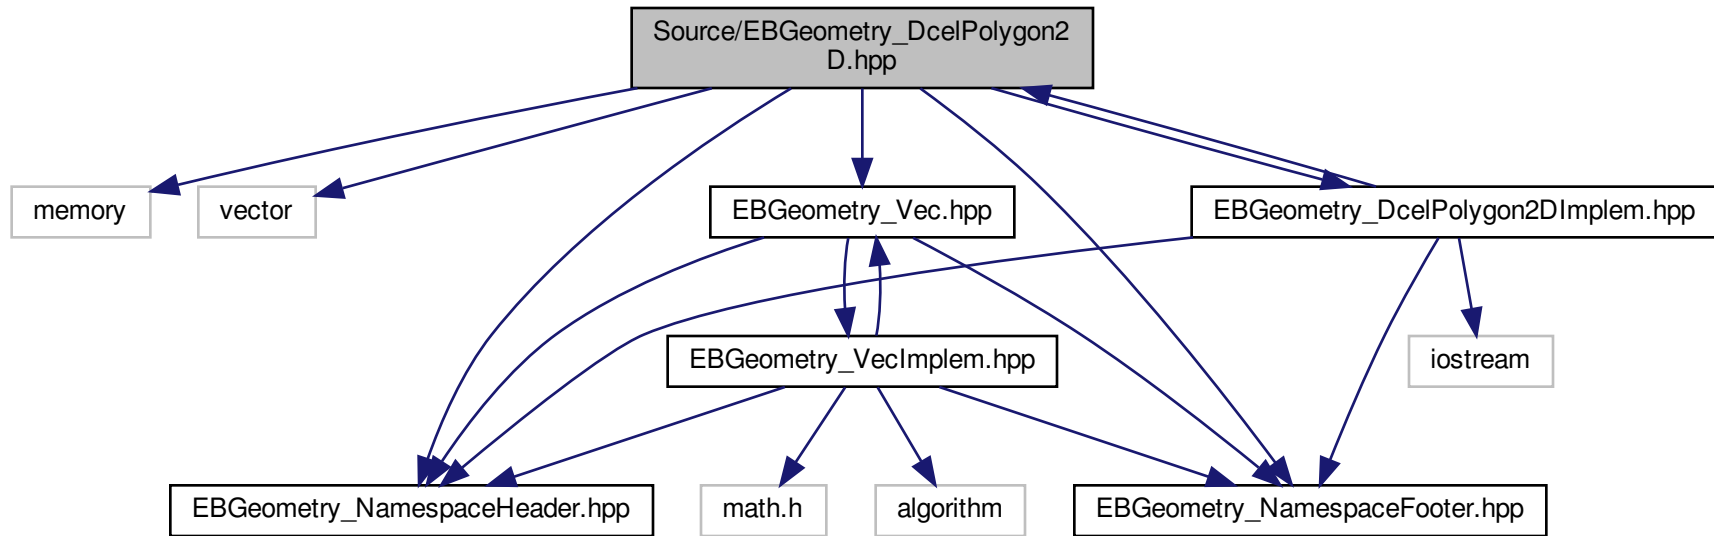 Source/EBGeometry_DcelPolygon2
D.hpp
memory
vector
EBGeometry_Vec.hpp
EBGeometry_DcelPolygon2DImplem.hpp
EBGeometry_VecImplem.hpp
iostream
EBGeometry_NamespaceHeader.hpp
math.h
algorithm
EBGeometry_NamespaceFooter.hpp